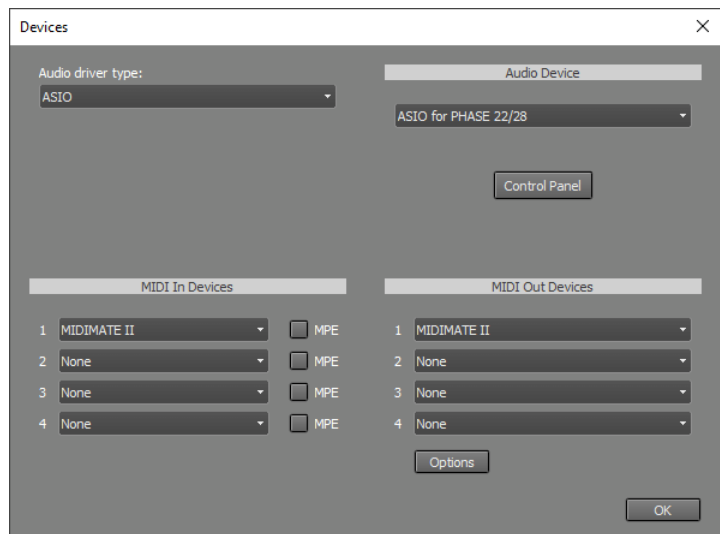 Devices
Audio driver type:
ASIO
Audio Device
ASIO for PHASE 22/28
Control Panel
MIDI In Devices
1 MIDIMATE II MPE
2 None MPE
3 None MPE
4 None MPE
MIDI Out Devices
1 MIDIMATE II
2 None
3 None
4 None
Options
OK